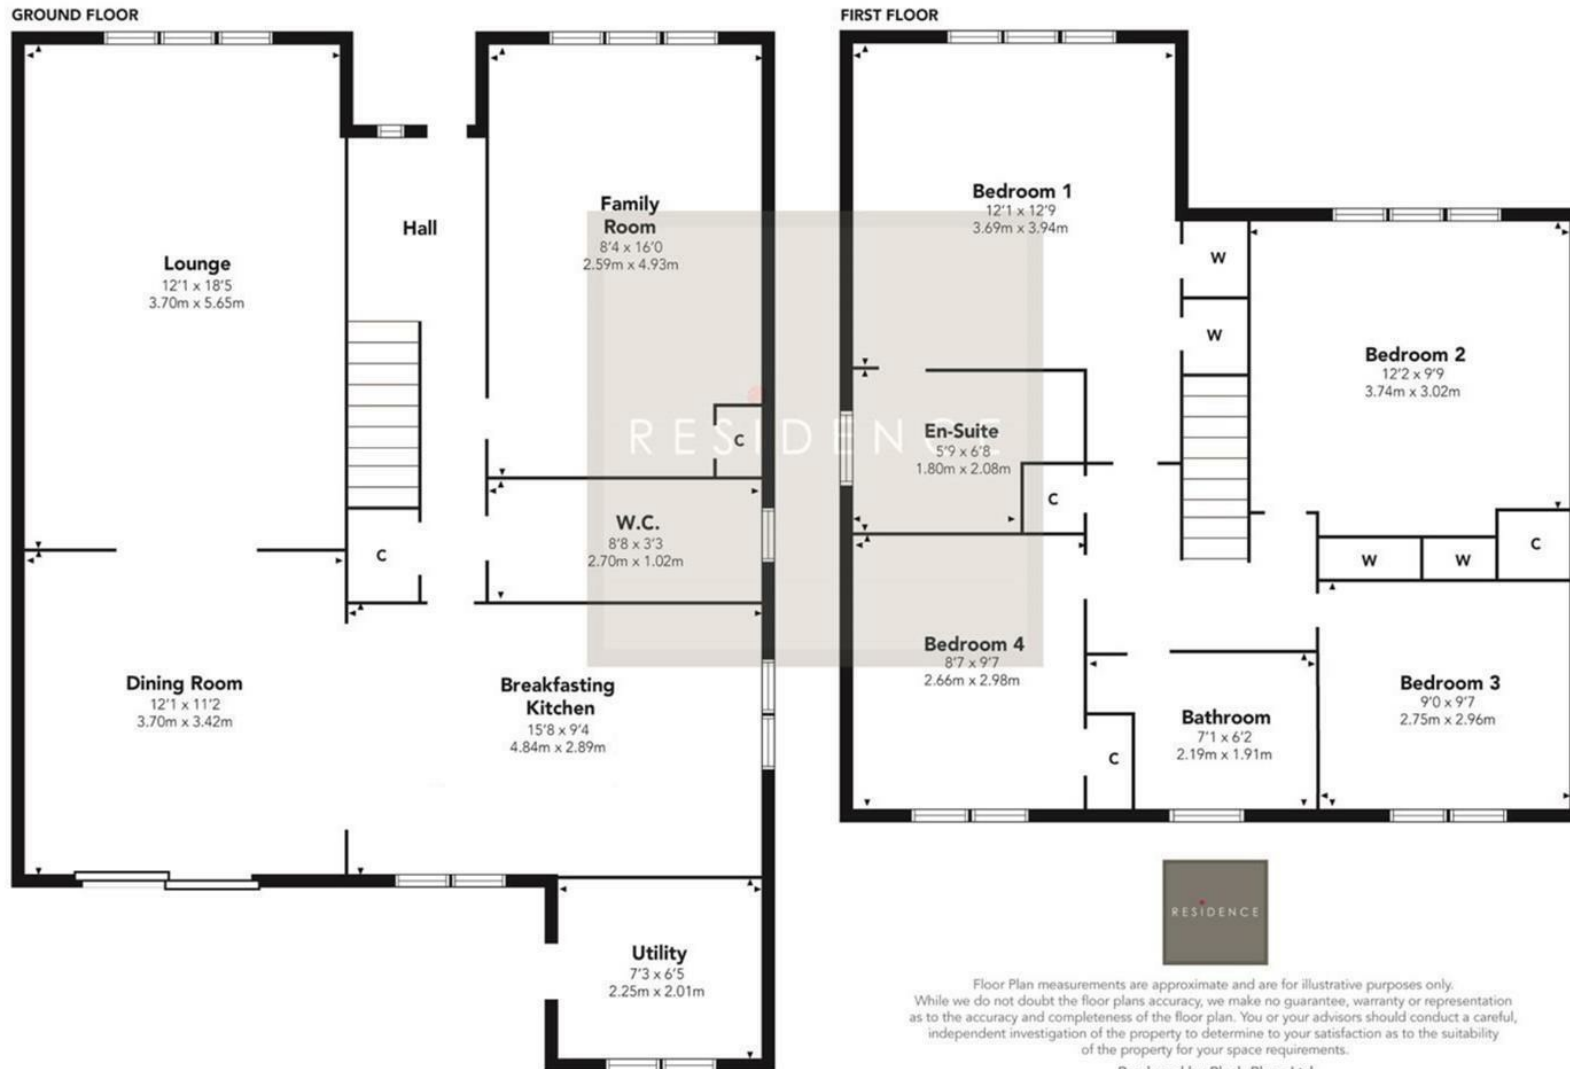 GROUND FLOOR
Lounge
12'1 x 18'5
3.70m x 5.65m
Hall
Family
Room
8'4 x 16'0
2.59m x 4.93m
C
W.C.
8'8 x 3'3
2.70m x 1.02m
C
Dining Room
12'1 x 11'2
3.70m x 3.42m
Breakfasting
Kitchen
15'8 x 9'4
4.84m x 2.89m
Utility
7'3 x 6'5
2.25m x 2.01m
RESIDENCE
FIRST FLOOR
Bedroom 1
12'1 x 12'9
3.69m x 3.94m
W
W
Bedroom 2
12'2 x 9'9
3.74m x 3.02m
En-Suite
5'9 x 6'8
1.80m x 2.08m
C
W
W
C
Bedroom 4
8'7 x 9'7
2.66m x 2.98m
C
Bathroom
7'1 x 6'2
2.19m x 1.91m
Bedroom 3
9'0 x 9'7
2.75m x 2.96m
RESIDENCE
Floor Plan measurements are approximate and are for illustrative purposes only.
While we do not doubt the floor plans accuracy, we make no guarantee, warranty or representation
as to the accuracy and completeness of the floor plan. You or your advisors should conduct a careful,
independent investigation of the property to determine to your satisfaction as to the suitability
of the property for your space requirements.